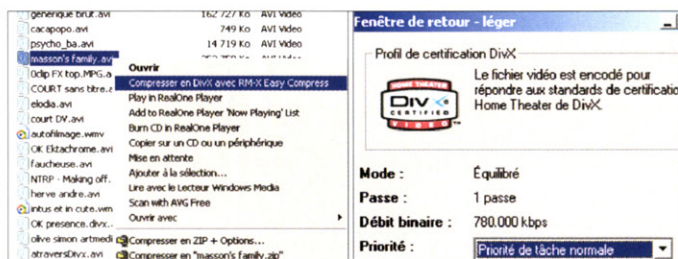 generique brut.avi 162 727 Ko AVI Video
cacapopo.avi 749 Ko AVI Video
psycho_ba.avi 14 719 Ko AVI Video
masson's family.avi
0clip FX top.MPG.a
COURT sans titre.a
elodia.avi
court DV.avi
autofilmage.wmv
OK Ektachrome.avi
faucheuse.avi
NTRP - Making off.
herve andre.avi
intus et in cute.wm
OK presence.divx..
olive simon artmedi
atraversDivx.avi
Ouvrir
Compresser en DivX avec RM-X Easy Compress
Play in RealOne Player
Add to RealOne Player 'Now Playing' List
Burn CD in RealOne Player
Copier sur un CD ou un périphérique
Mise en attente
Ajouter à la sélection...
Lire avec le Lecteur Windows Media
Scan with AVG Free
Ouvrir avec
Compresser en ZIP + Options...
Compresser en "masson's family.zip"
Fenêtre de retour - léger
Profil de certification DivX
HOME THEATER
DIVX
CERTIFIED
VIDEO
Le fichier vidéo est encodé pour
répondre aux standards de certificatio
Home Theater de DivX.
Mode : Équilibré
Passe : 1 passe
Débit binaire : 780.000 kbps
Priorité : Priorité de tâche normale